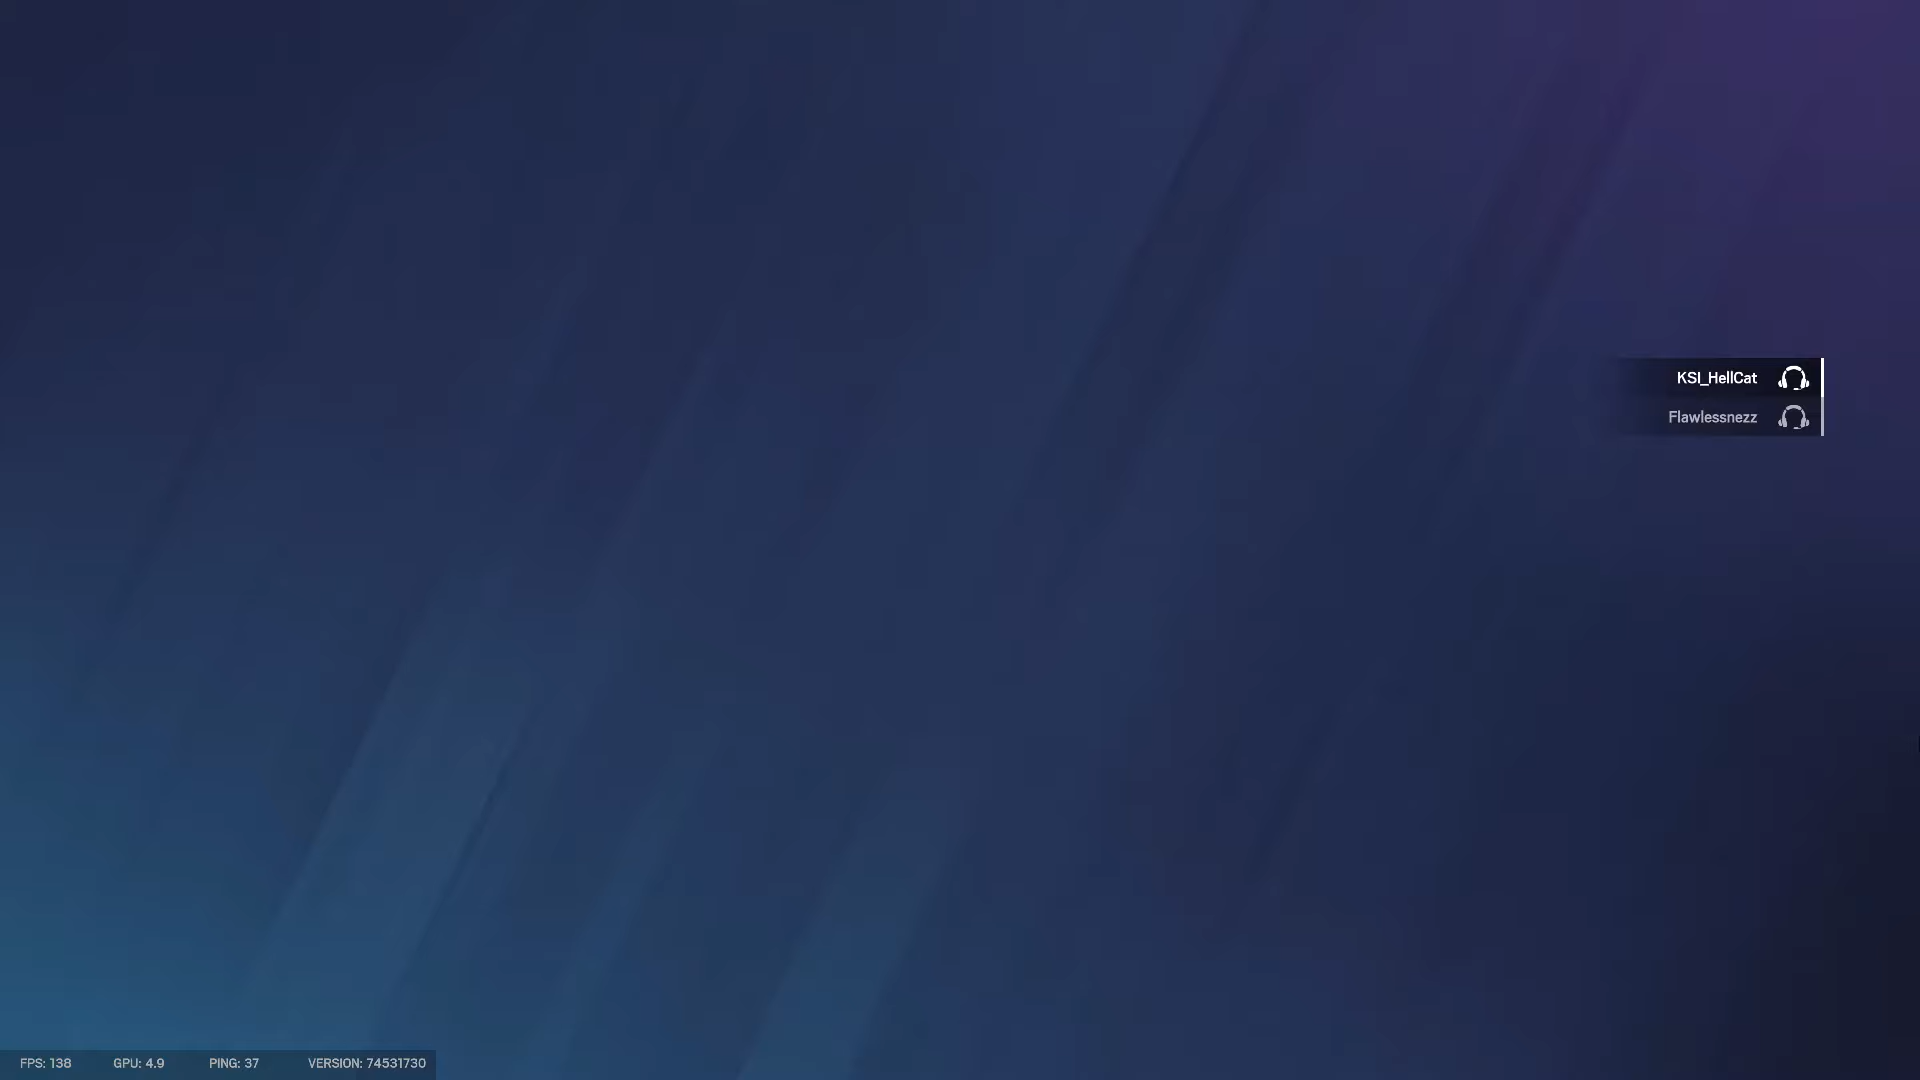 KSI_HellCat
Flawlessnezz
FPS: 138 GPU: 4.9 PING: 37 VERSION: 74531730